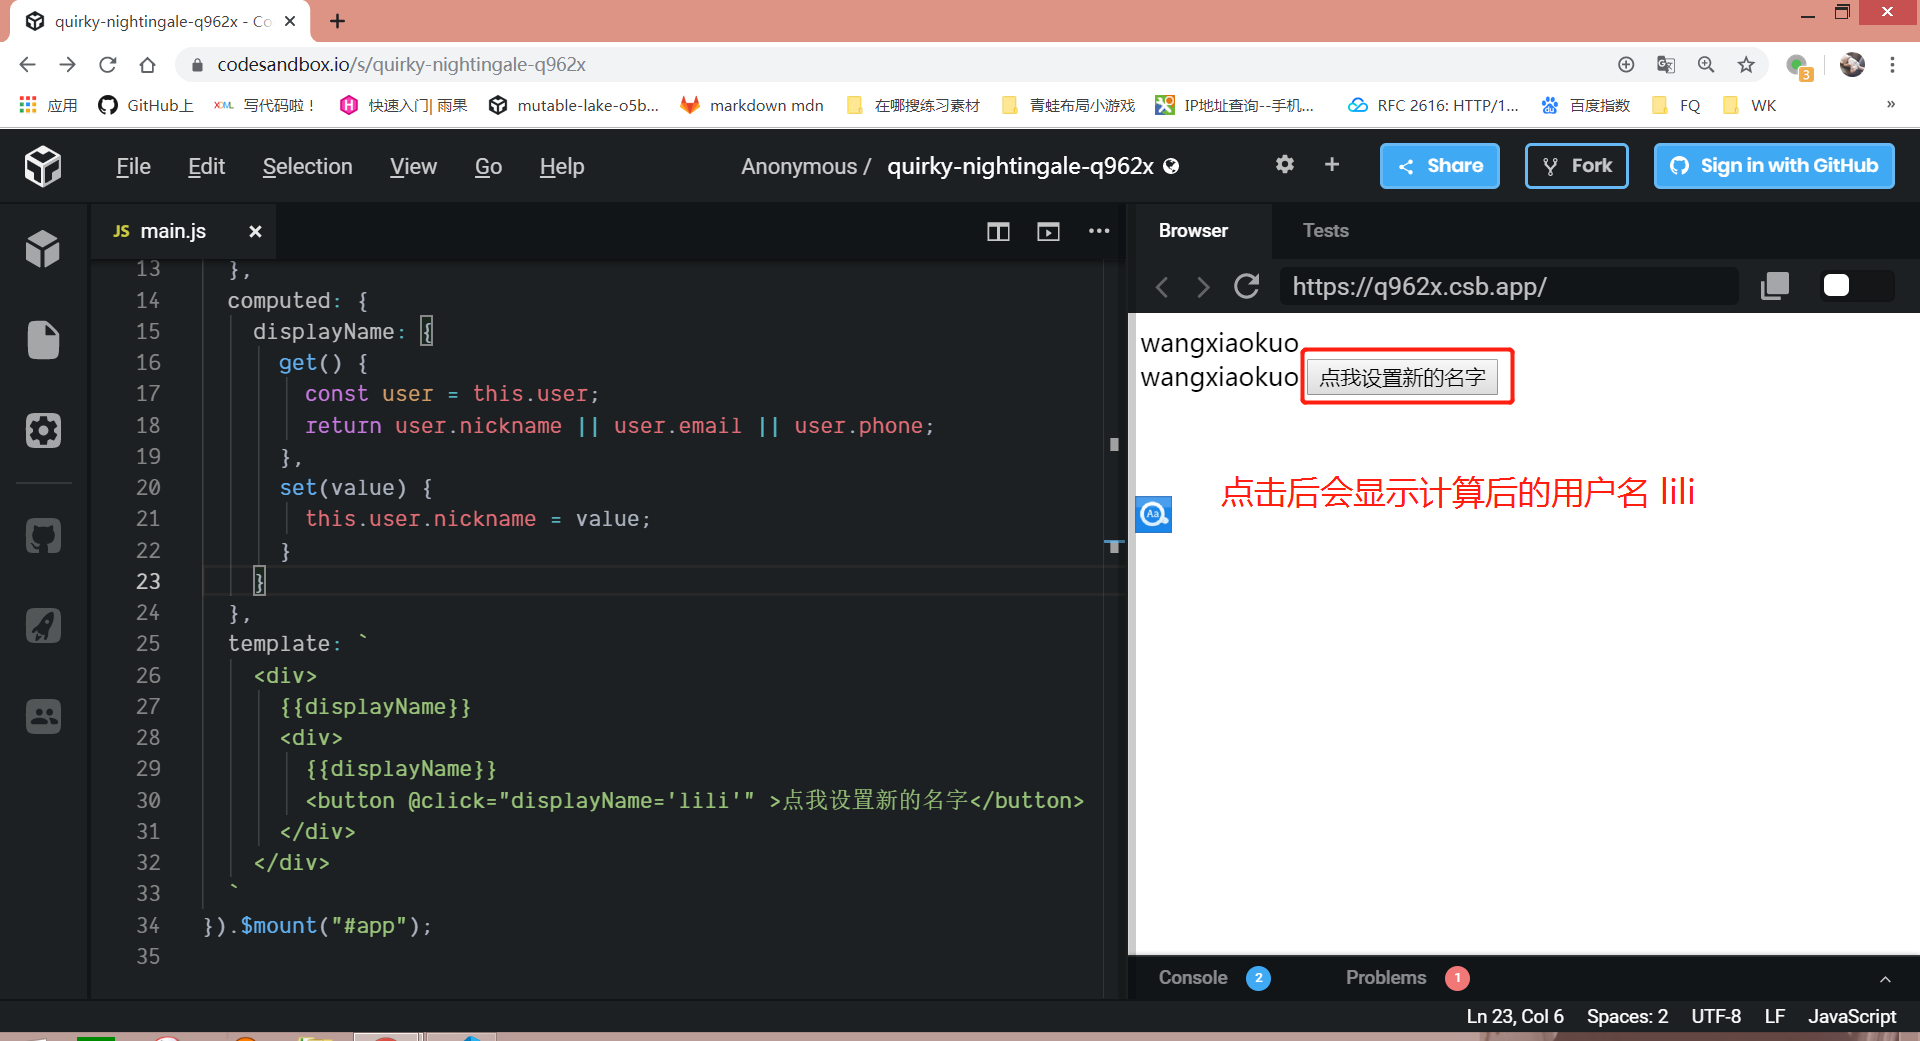 quirky-nightingale-q962x - Co
codesandbox.io/s/quirky-nightingale-q962x
3
应用
GitHub上
XDML 写代码啦！
快速入门| 雨果
mutable-lake-o5b...
markdown mdn
在哪搜练习素材
青蛙布局小游戏
IP地址查询--手机...
RFC 2616: HTTP/1...
百度指数
FQ
WK
»
File Edit Selection View Go Help
Anonymous / quirky-nightingale-q962x
Share
Fork
Sign in with GitHub
JS main.js
Browser Tests
https://q962x.csb.app/
13 },
14 computed: {
15 displayName: {
16 get() {
17 const user = this.user;
18 return user.nickname || user.email || user.phone;
19 },
20 set(value) {
21 this.user.nickname = value;
22 }
23 }
24 },
25 template: `
26 <div>
27 {{displayName}}
28 <div>
29 {{displayName}}
30 <button @click="displayName='lili'" >点我设置新的名字</button>
31 </div>
32 </div>
33 `
34 }).$mount("#app");
35
wangxiaokuo
wangxiaokuo 点我设置新的名字
点击后会显示计算后的用户名 lili
Aa
Console 2 Problems 1
Ln 23, Col 6 Spaces: 2 UTF-8 LF JavaScript